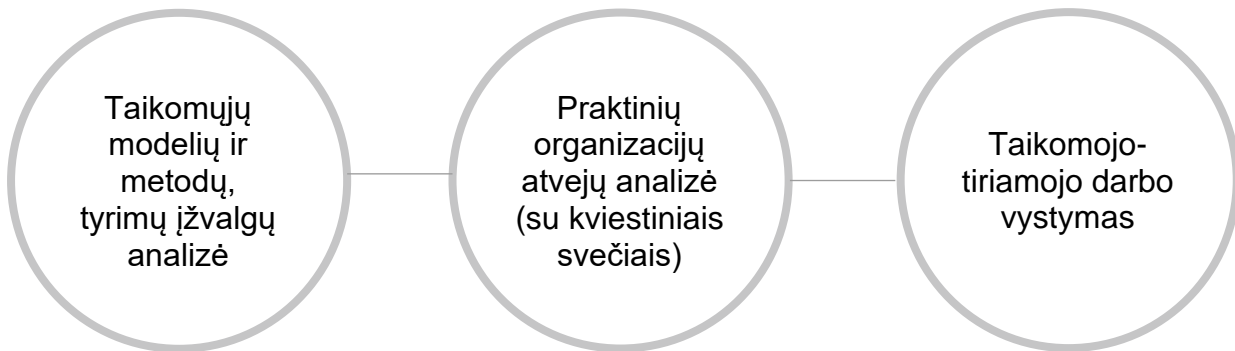 Taikomųjų
modelių ir
metodų,
tyrimų įžvalgų
analizė
Praktinių
organizacijų
atvejų analizė
(su kviestiniais
svečiais)
Taikomojo-
tiriamojo darbo
vystymas